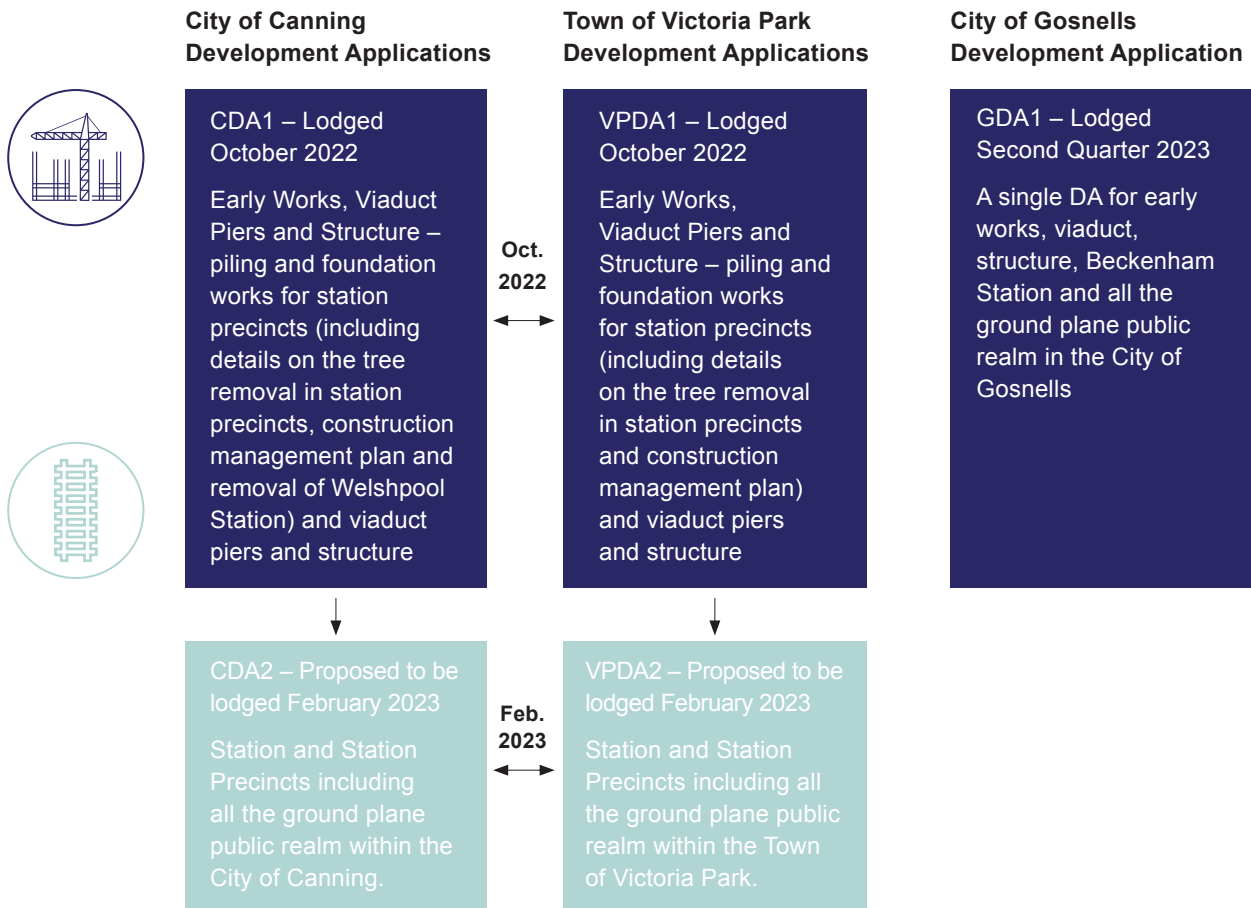 City of Canning
Development Applications
CDA1 – Lodged
October 2022
Early Works, Viaduct
Piers and Structure –
piling and foundation
works for station
precincts (including
details on the tree
removal in station
precincts, construction
management plan and
removal of Welshpool
Station) and viaduct
piers and structure
Oct.
2022
Town of Victoria Park
Development Applications
VPDA1 – Lodged
October 2022
Early Works,
Viaduct Piers and
Structure – piling and
foundation works
for station precincts
(including details
on the tree removal
in station precincts
and construction
management plan)
and viaduct piers
and structure
City of Gosnells
Development Application
GDA1 – Lodged
Second Quarter 2023
A single DA for early
works, viaduct,
structure, Beckenham
Station and all the
ground plane public
realm in the City of
Gosnells
CDA2 – Proposed to be
lodged February 2023
Station and Station
Precincts including
all the ground plane
public realm within the
City of Canning.
Feb.
2023
VPDA2 – Proposed to be
lodged February 2023
Station and Station
Precincts including all
the ground plane public
realm within the Town
of Victoria Park.